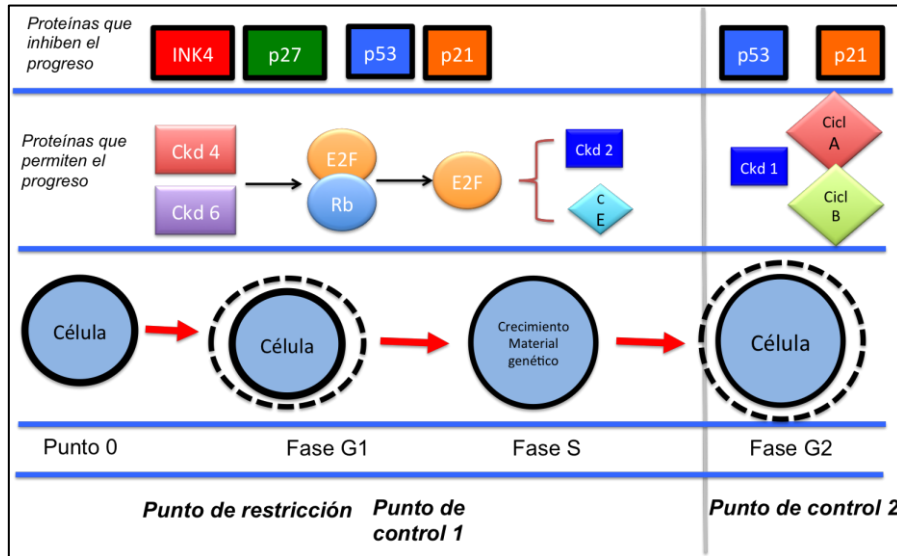 Proteínas que
inhiben el
progreso
INK4
p27
p53
p21
p53
p21
Proteínas que
permiten el
progreso
Ckd 4
Ckd 6
E2F
Rb
E2F
Ckd 2
C
E
Ckd 1
Cicl
A
Cicl
B
Célula
Célula
Crecimiento
Material
genético
Célula
Punto 0
Fase G1
Fase S
Fase G2
Punto de restricción
Punto de
control 1
Punto de control 2